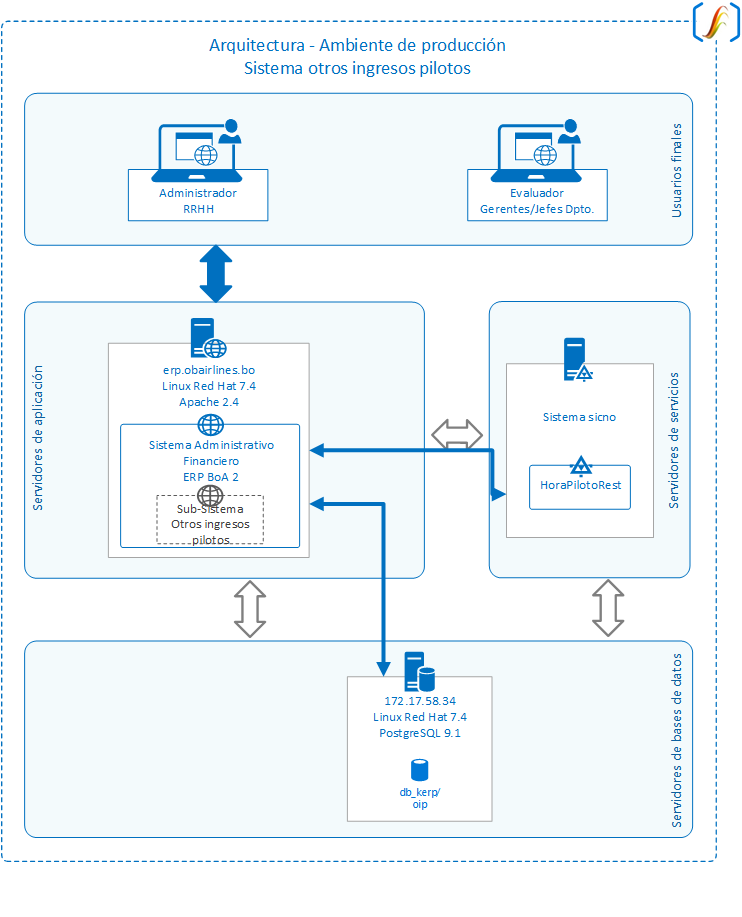 Arquitectura - Ambiente de producción
Sistema otros ingresos pilotos
Usuarios finales
Administrador
RRHH
Evaluador
Gerentes/Jefes Dpto.
Servidores de aplicación
erp.obairlines.bo
Linux Red Hat 7.4
Apache 2.4
Sistema Administrativo
Financiero
ERP BoA 2
Sub-Sistema
Otros ingresos
pilotos
Servidores de servicios
Sistema sicno
HoraPilotoRest
Servidores de bases de datos
172.17.58.34
Linux Red Hat 7.4
PostgreSQL 9.1
db_kerp/
oip